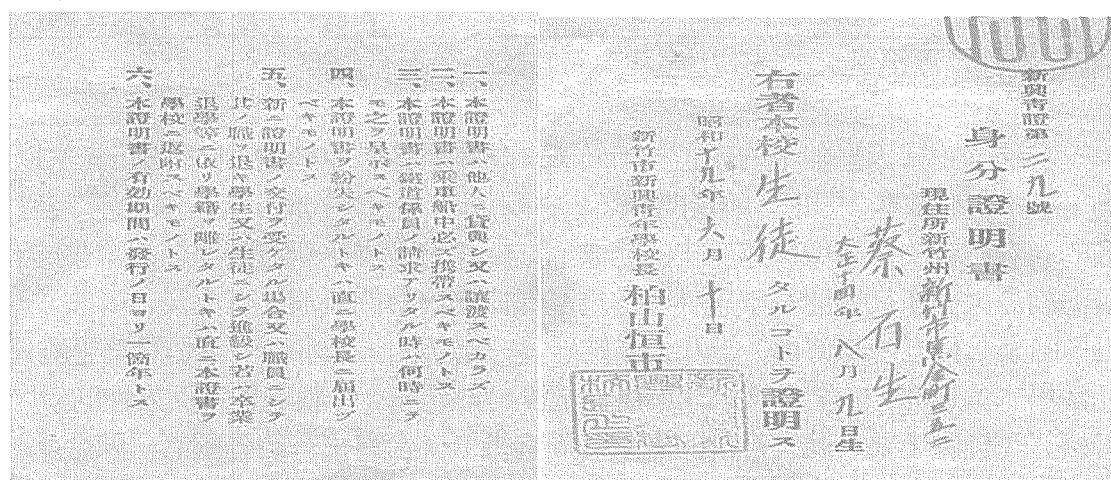 新興青證第二九號
身分證明書
現住所新竹州新竹市東金町三五二
蔡石生
大正十四年八月九日生
右者本校生徒タルコトヲ證明ス
昭和十九年六月十日
新竹市新興青年學校長 柏山恒市
一、本證明書ハ他人ニ貸與シ又ハ讓渡スベカラズ
二、本證明書ハ乘車船中必ズ携帶スベキモノトス
三、本證明書ハ鐵道係員ノ請求アリタル時ハ何時ニテ
モ之ヲ呈示スベキモノトス
四、本證明書ヲ紛失シタルトキハ直ニ學校長ニ屆出ヅ
ベキモノトス
五、新ニ證明書ノ交付ヲ受ケタル場合又ハ職員ニシテ
其ノ職ヲ退キ學生又ハ生徒ニシテ進級シ若ハ卒業
退學等ニ依リ學籍ヲ離レタルトキハ直ニ本證書ヲ
學校ニ返附スベキモノトス
六、本證明書ノ有効期間ハ發行ノ日ヨリ一箇年トス